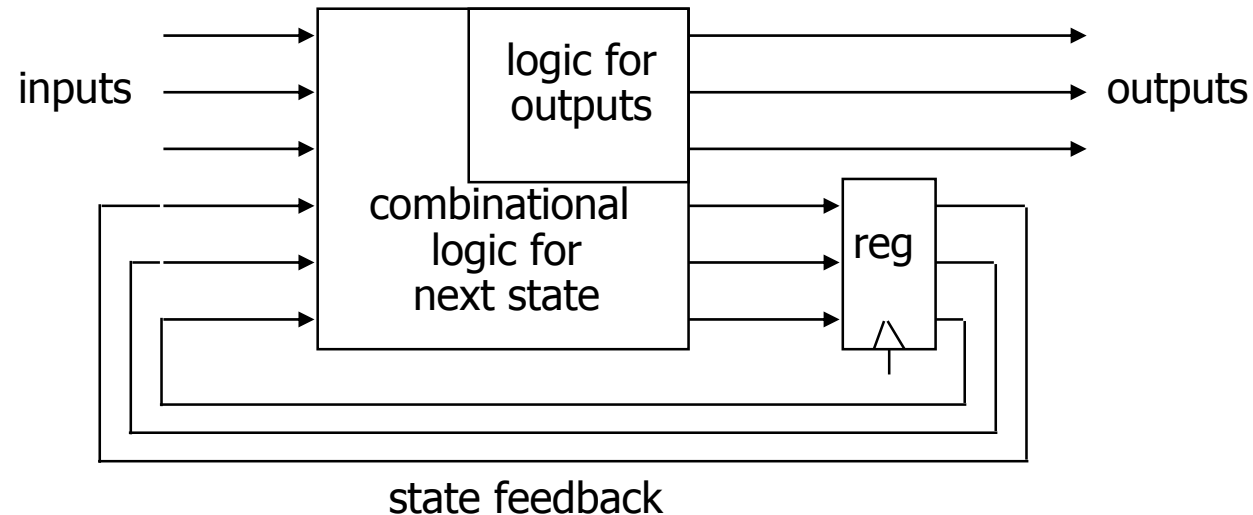 inputs
logic for
outputs
outputs
combinational
logic for
next state
reg
state feedback